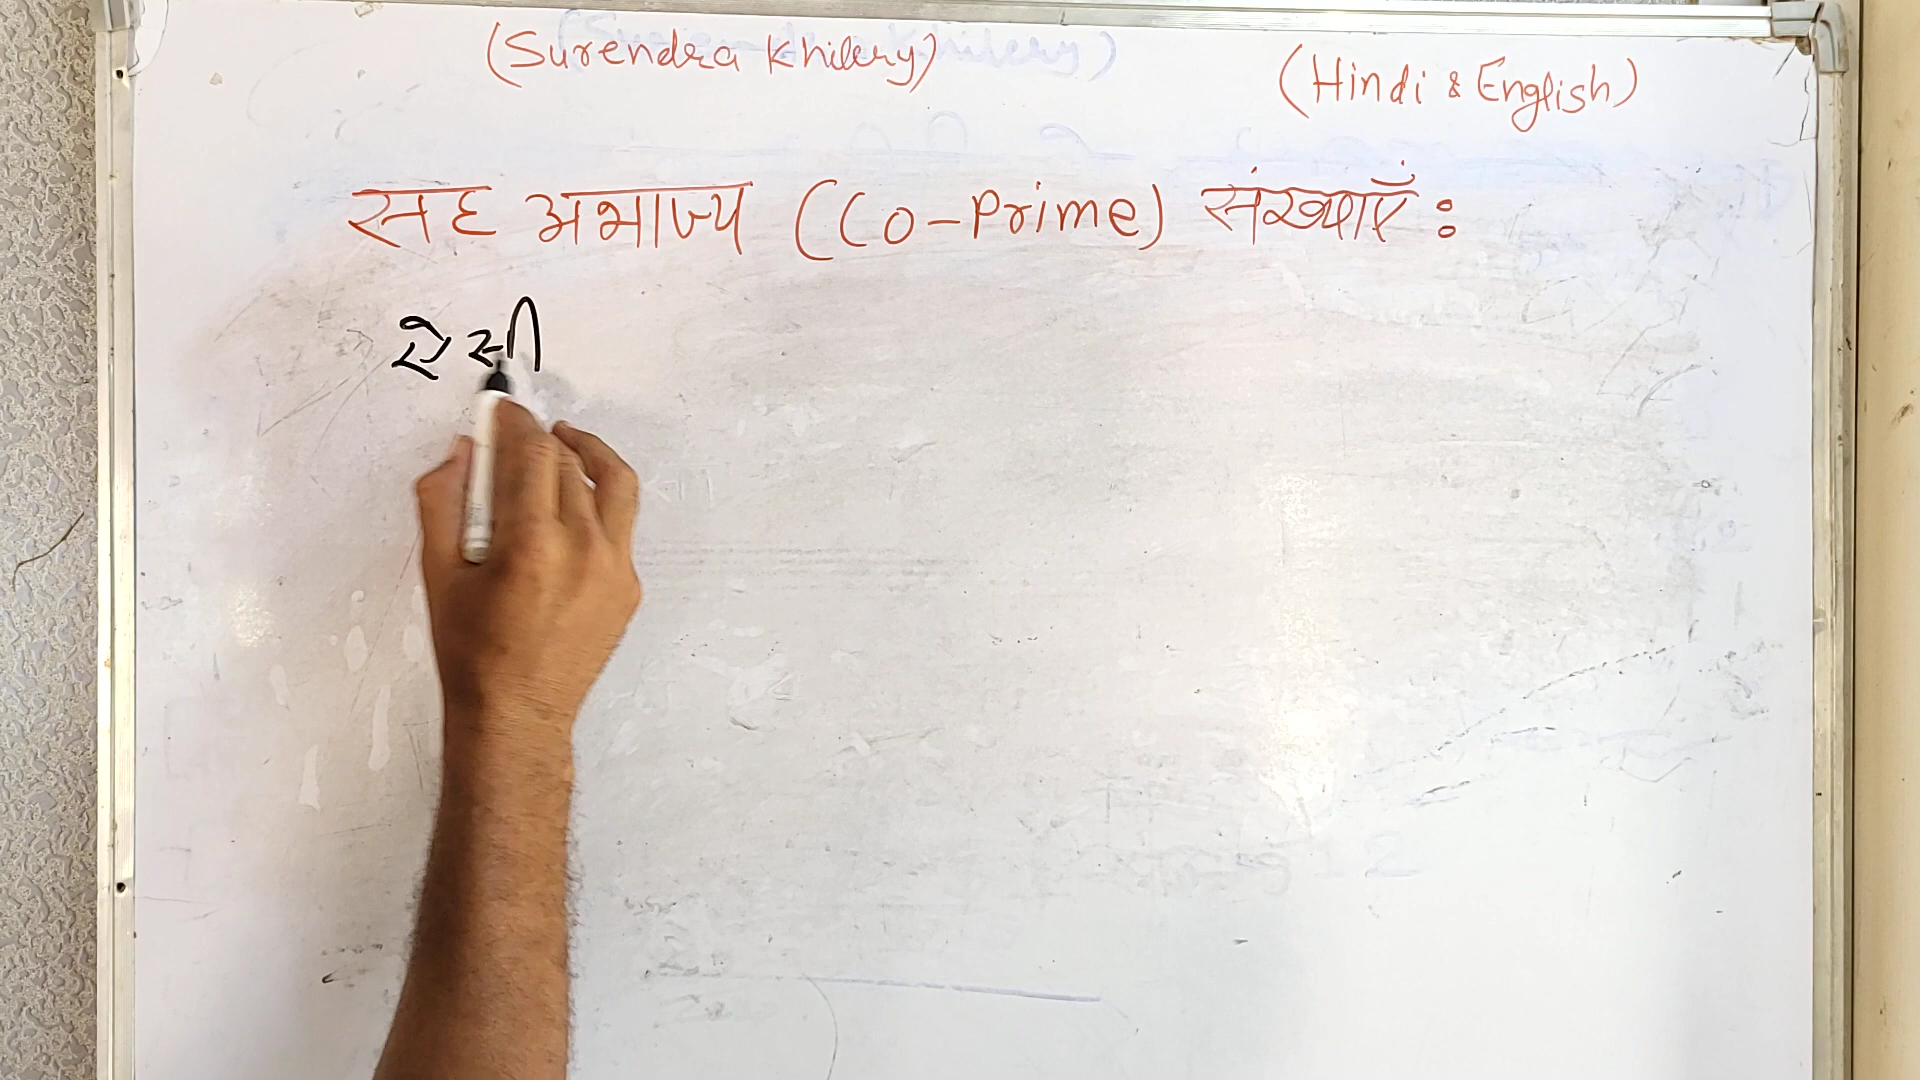 (Surendra Khilery) (Hindi & English)
सह अभाज्य (Co-Prime) संख्याएँ :
ऐसी